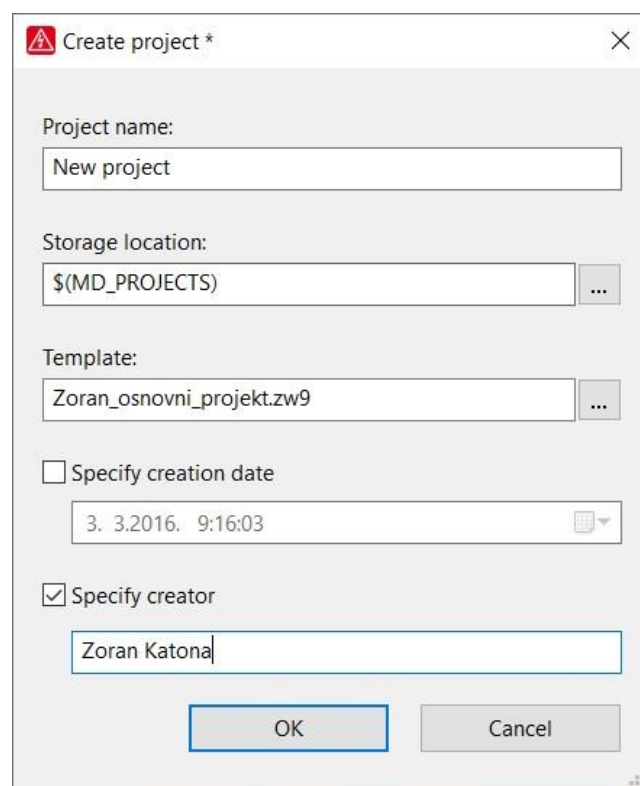 Create project *
Project name:
New project
Storage location:
$(MD_PROJECTS)
...
Template:
Zoran_osnovni_projekt.zw9
...
Specify creation date
3. 3.2016. 9:16:03
Specify creator
Zoran Katona
OK
Cancel